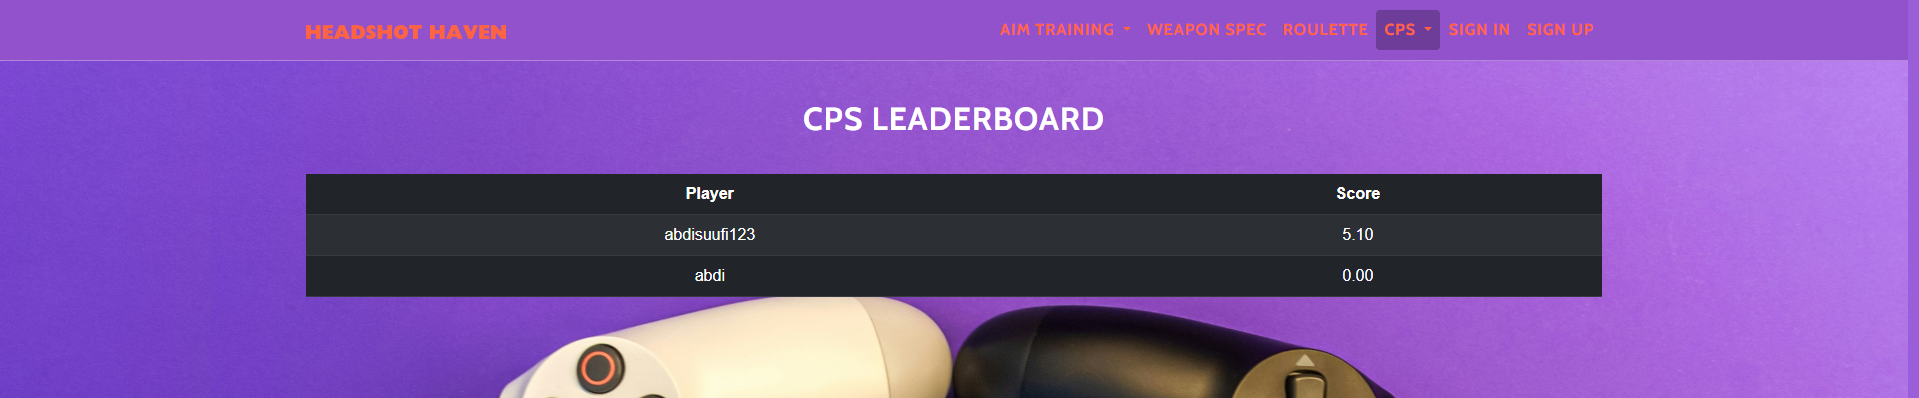 HEADSHOT HAVEN
AIM TRAINING WEAPON SPEC ROULETTE CPS SIGN IN SIGN UP
CPS LEADERBOARD
Player Score
abdisuufi123 5.10
abdi 0.00